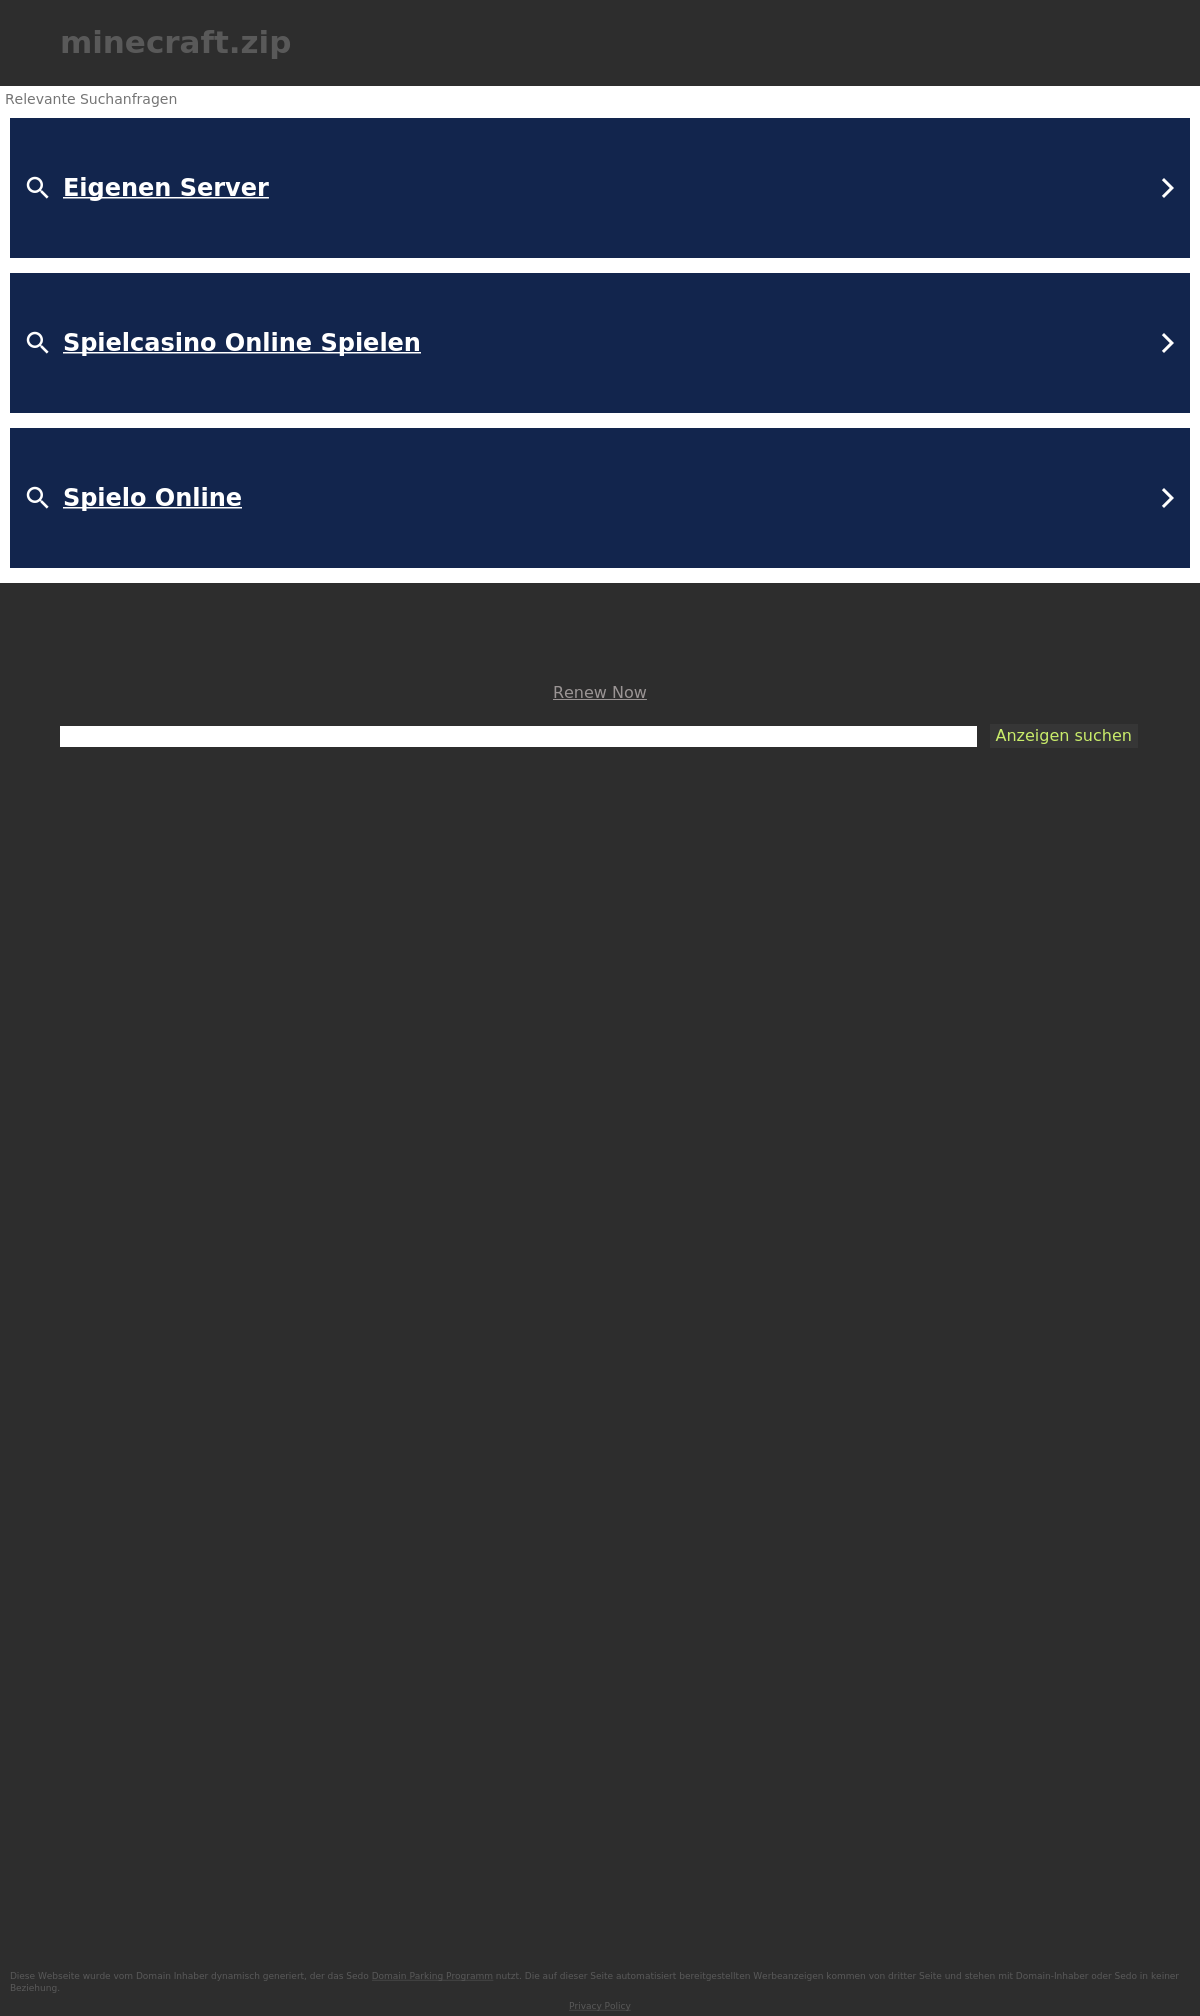 minecraft.zip
Relevante Suchanfragen
Eigenen Server
Spielcasino Online Spielen
Spielo Online
Renew Now
Anzeigen suchen
Diese Webseite wurde vom Domain Inhaber dynamisch generiert, der das Sedo Domain Parking Programm nutzt. Die auf dieser Seite automatisiert bereitgestellten Werbeanzeigen kommen von dritter Seite und stehen mit Domain-Inhaber oder Sedo in keiner
Beziehung.
Privacy Policy